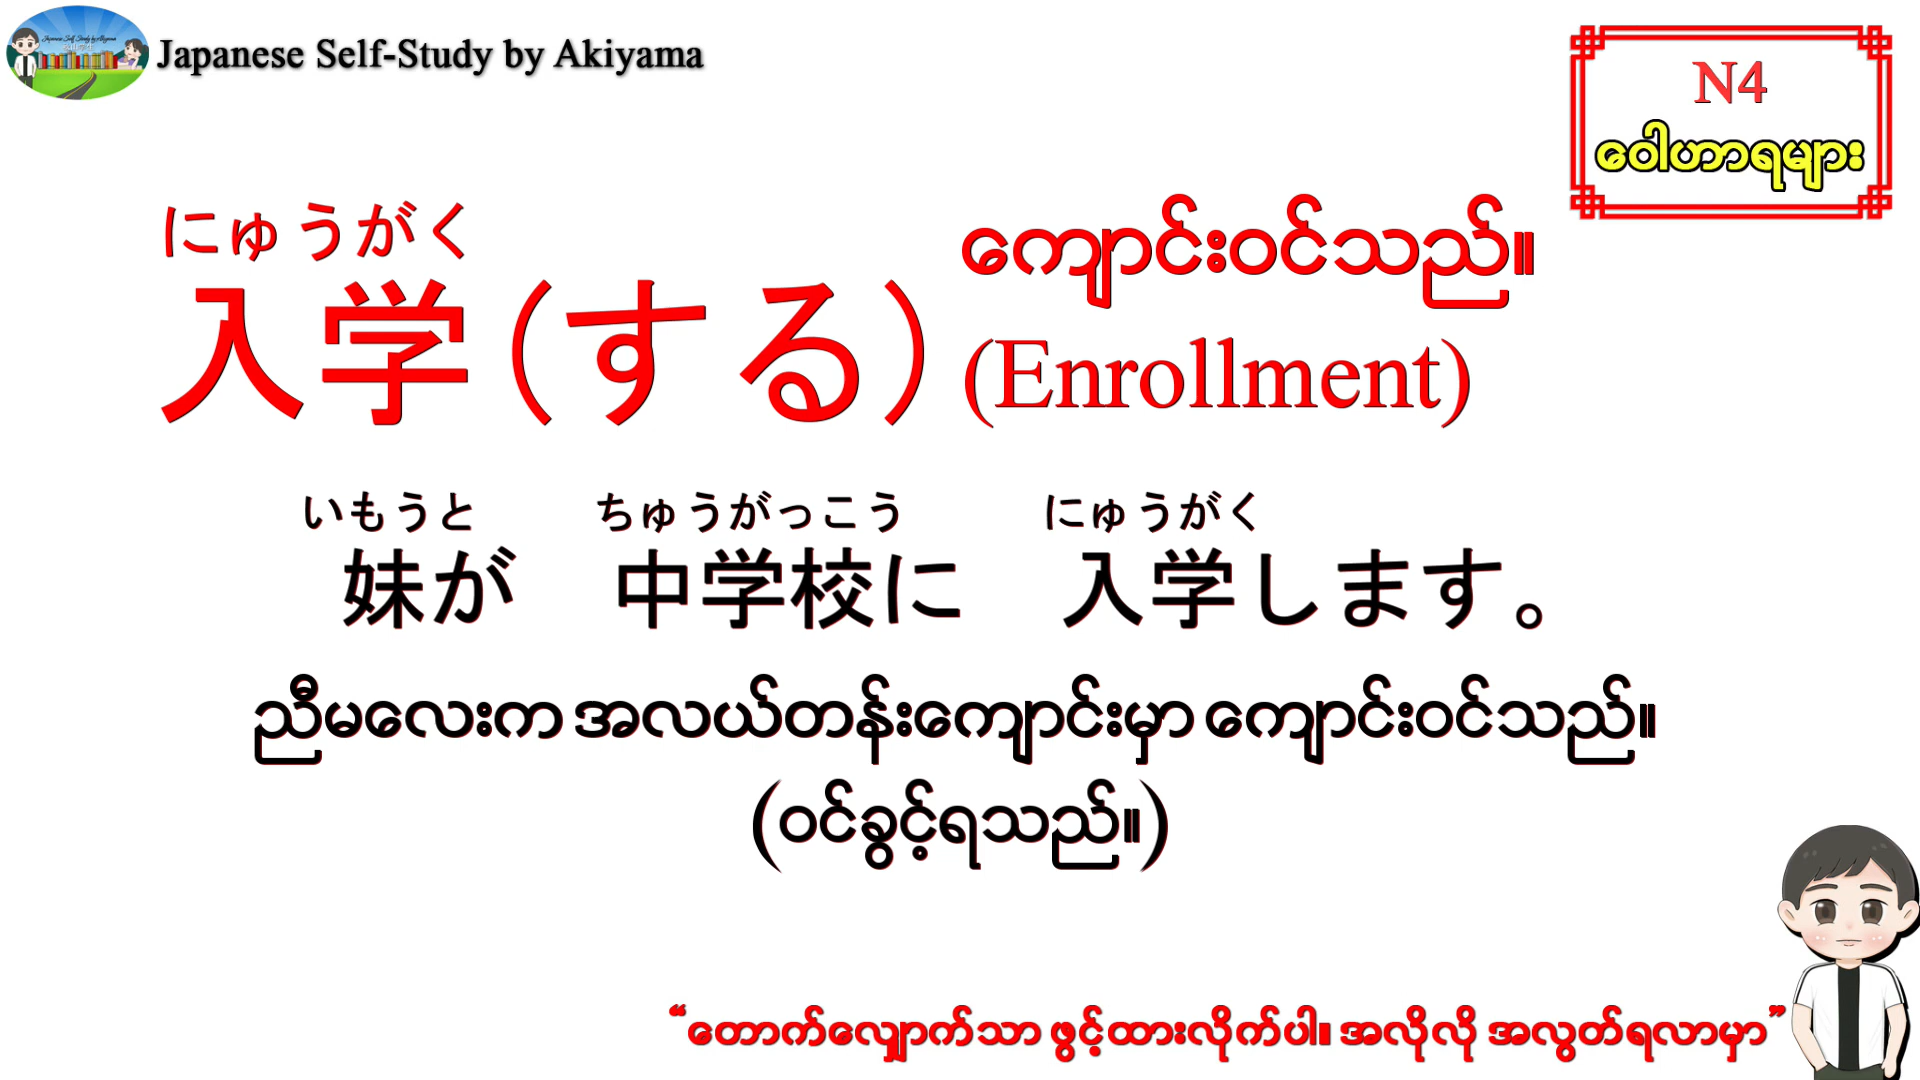 Japanese Self-Study by Akiyama
N4
ဝေါဟာရများ
にゅうがく
入学(する)
ကျောင်းဝင်သည်။
(Enrollment)
いもうと ちゅうがっこう にゅうがく
妹が 中学校に 入学します。
ညီမလေးက အလယ်တန်းကျောင်းမှာ ကျောင်းဝင်သည်။
(ဝင်ခွင့်ရသည်။)
“တောက်လျှောက်သာ ဖွင့်ထားလိုက်ပါ။ အလိုလို အလွတ်ရလာမှာ”